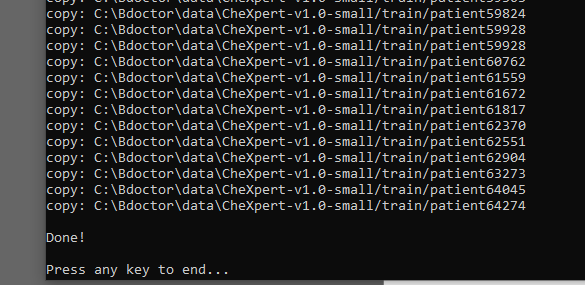 copy: C:\Bdoctor\data\CheXpert-v1.0-small/train/patient59824
copy: C:\Bdoctor\data\CheXpert-v1.0-small/train/patient59928
copy: C:\Bdoctor\data\CheXpert-v1.0-small/train/patient59928
copy: C:\Bdoctor\data\CheXpert-v1.0-small/train/patient60762
copy: C:\Bdoctor\data\CheXpert-v1.0-small/train/patient61559
copy: C:\Bdoctor\data\CheXpert-v1.0-small/train/patient61672
copy: C:\Bdoctor\data\CheXpert-v1.0-small/train/patient61817
copy: C:\Bdoctor\data\CheXpert-v1.0-small/train/patient62370
copy: C:\Bdoctor\data\CheXpert-v1.0-small/train/patient62551
copy: C:\Bdoctor\data\CheXpert-v1.0-small/train/patient62904
copy: C:\Bdoctor\data\CheXpert-v1.0-small/train/patient63273
copy: C:\Bdoctor\data\CheXpert-v1.0-small/train/patient64045
copy: C:\Bdoctor\data\CheXpert-v1.0-small/train/patient64274
Done!
Press any key to end...